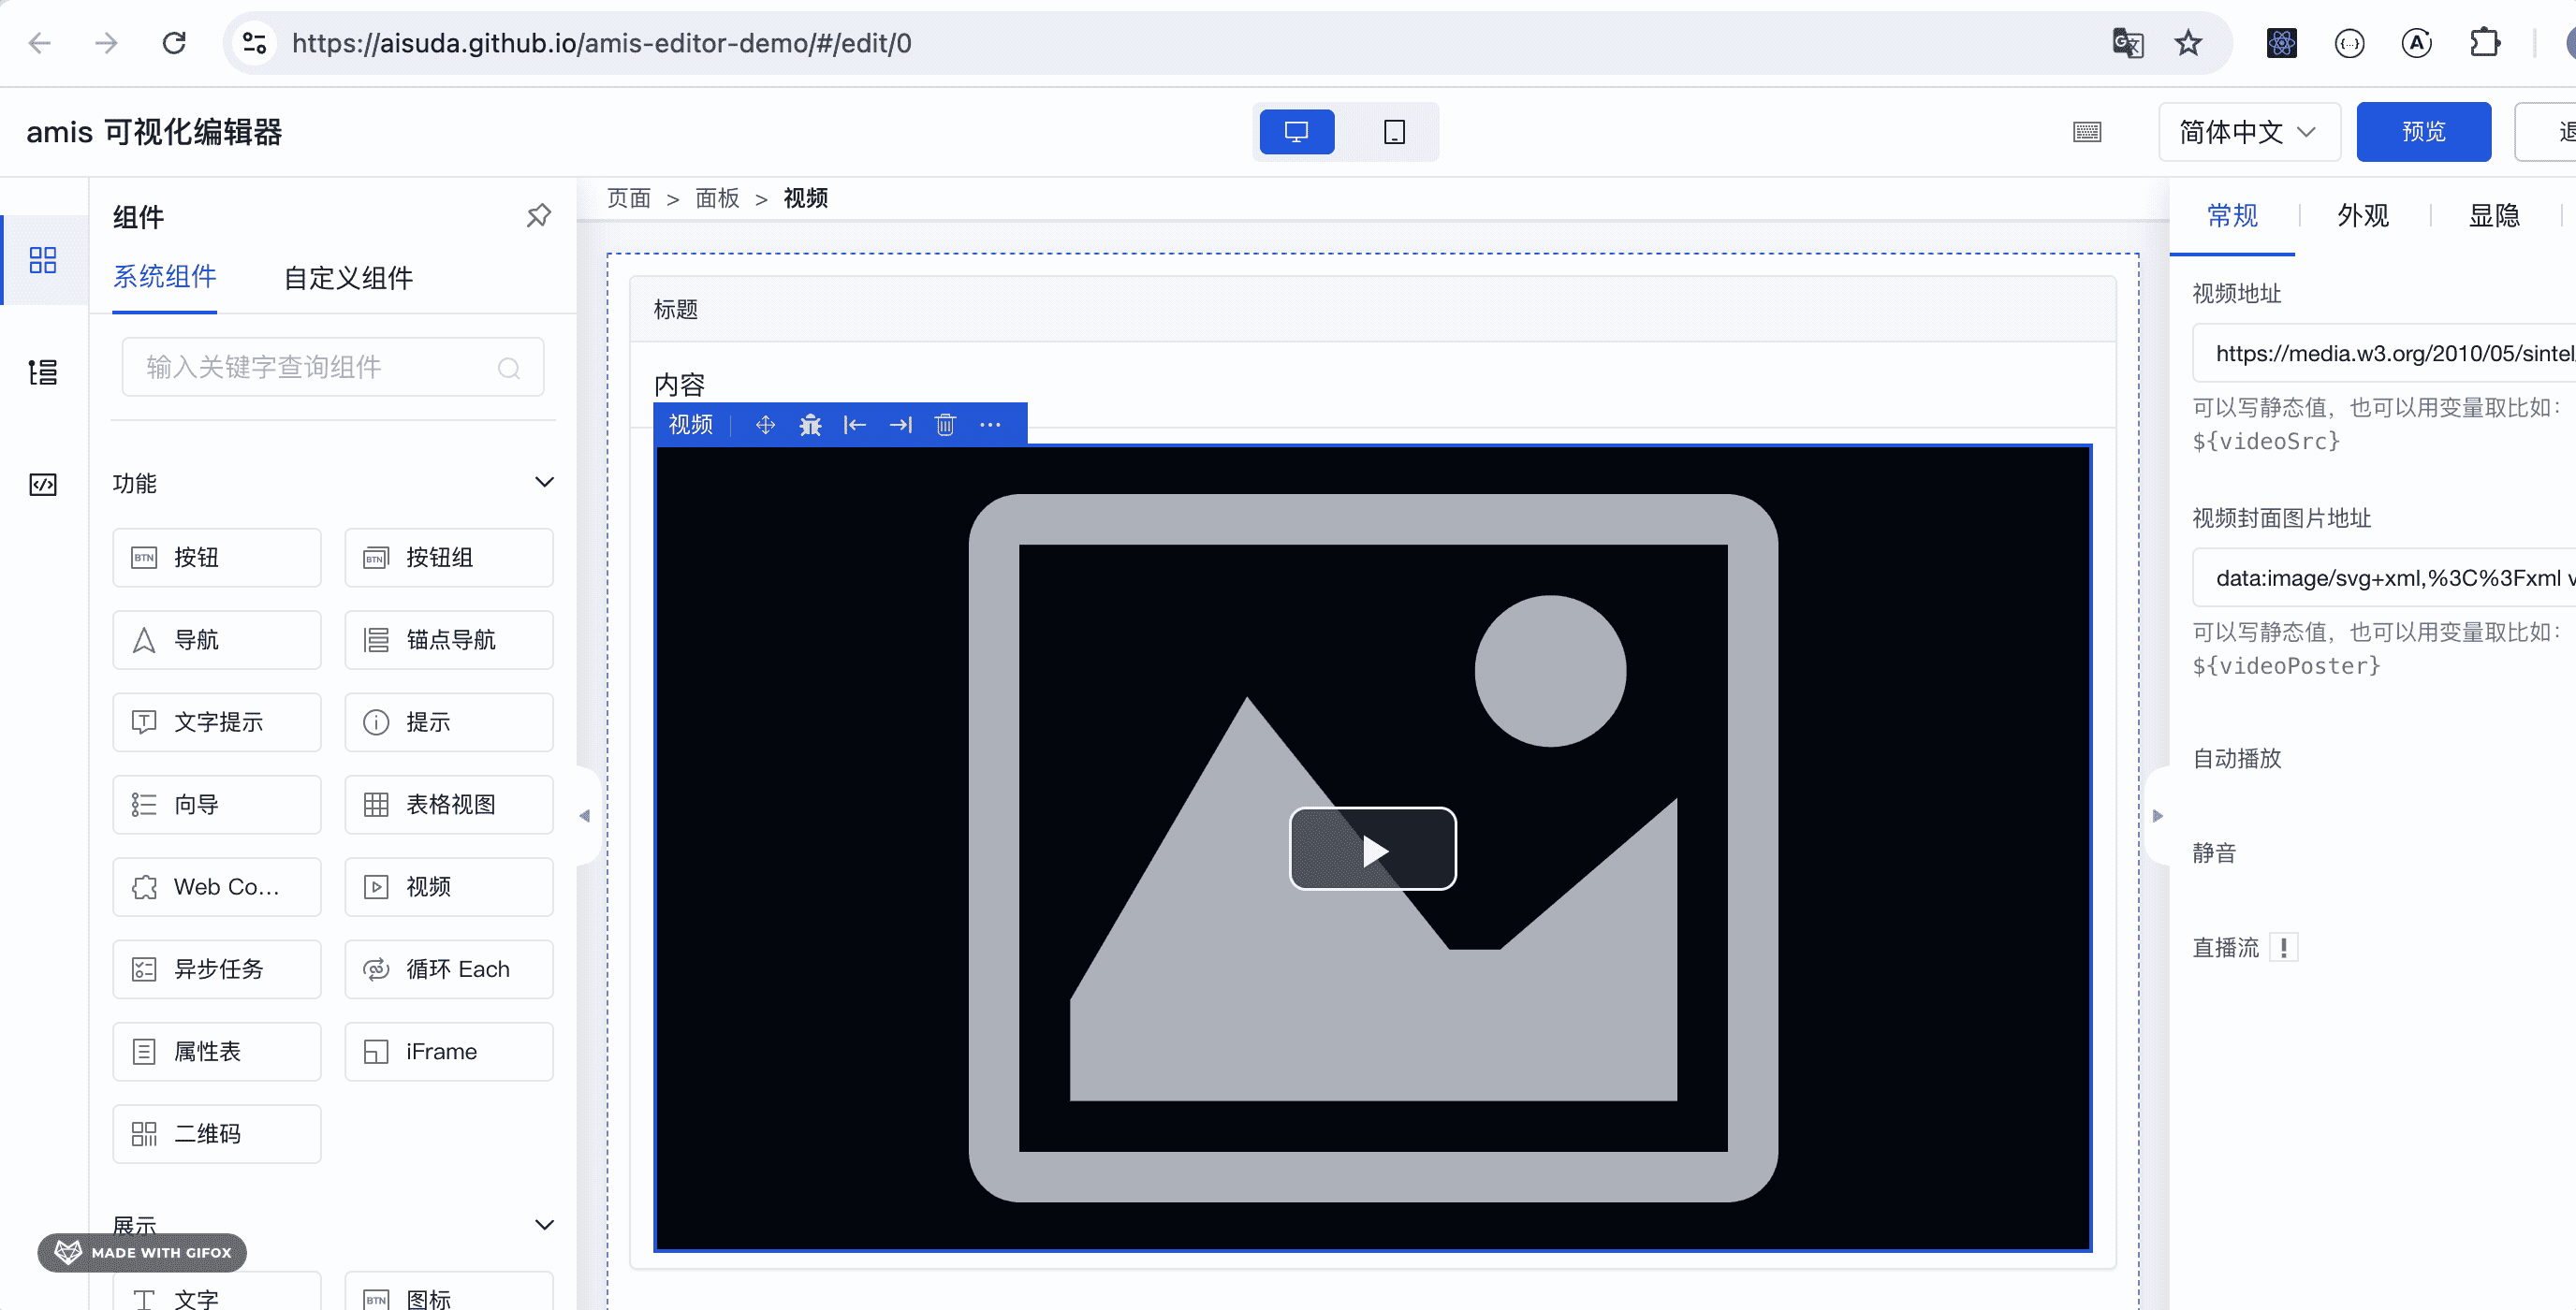 https://aisuda.github.io/amis-editor-demo/#/edit/0
amis 可视化编辑器
简体中文
预览
退
组件
系统组件
自定义组件
输入关键字查询组件
功能
BTN 按钮
BTN 按钮组
导航
锚点导航
文字提示
提示
向导
表格视图
Web Co...
视频
异步任务
循环 Each
属性表
iFrame
二维码
展示
MADE WITH GIFOX
文字
BTN 图标
页面 > 面板 > 视频
标题
内容
视频
常规
外观
显隐
视频地址
https://media.w3.org/2010/05/sintel
可以写静态值，也可以用变量取比如：
${videoSrc}
视频封面图片地址
data:image/svg+xml,%3C%3Fxml v
可以写静态值，也可以用变量取比如：
${videoPoster}
自动播放
静音
直播流 !